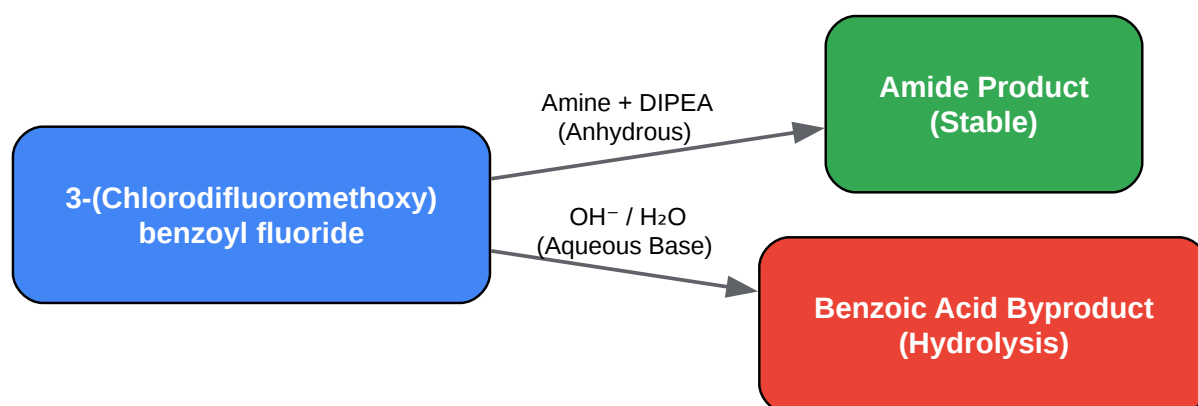 3-(Chlorodifluoromethoxy)
benzoyl fluoride
Amine + DIPEA
(Anhydrous)
Amide Product
(Stable)
OH⁻ / H₂O
(Aqueous Base)
Benzoic Acid Byproduct
(Hydrolysis)